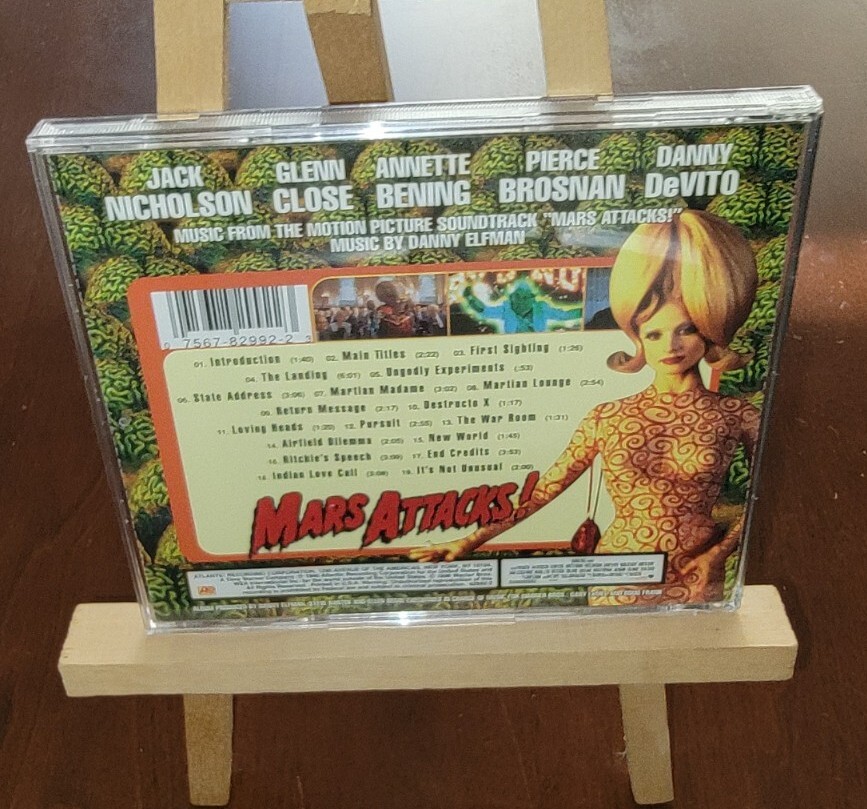 JACK NICHOLSON GLENN CLOSE ANNETTE BENING PIERCE BROSNAN DANNY DeVITO
MUSIC FROM THE MOTION PICTURE SOUNDTRACK "MARS ATTACKS!"
MUSIC BY DANNY ELFMAN
0 7567-82992-2
01. Introduction (1:40) 02. Main Titles (2:22) 03. First Sighting (1:26)
04. The Landing (6:01) 05. Ungodly Experiments (:53)
06. State Address (3:06) 07. Martian Madame (3:02) 08. Martian Lounge (2:54)
09. Return Message (2:17) 10. Destructo X (1:17)
11. Loving Heads (1:20) 12. Pursuit (2:55) 13. The War Room (1:31)
14. Airfield Dilemma (2:05) 15. New World (1:48)
16. Ritchie's Speech (3:09) 17. End Credits (3:52)
18. Indian Love Call (3:08) 19. It's Not Unusual (2:00)
MARS ATTACKS!